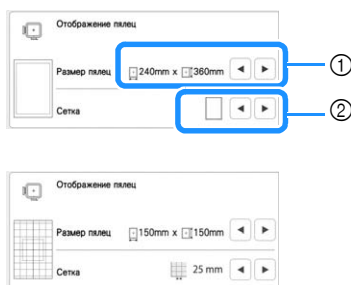 Отображение пялец
Размер пялец 240mm x 360mm ◄ ► ①
Сетка ◄ ► ②
Отображение пялец
Размер пялец 150mm x 150mm ◄ ►
Сетка 25 mm ◄ ►